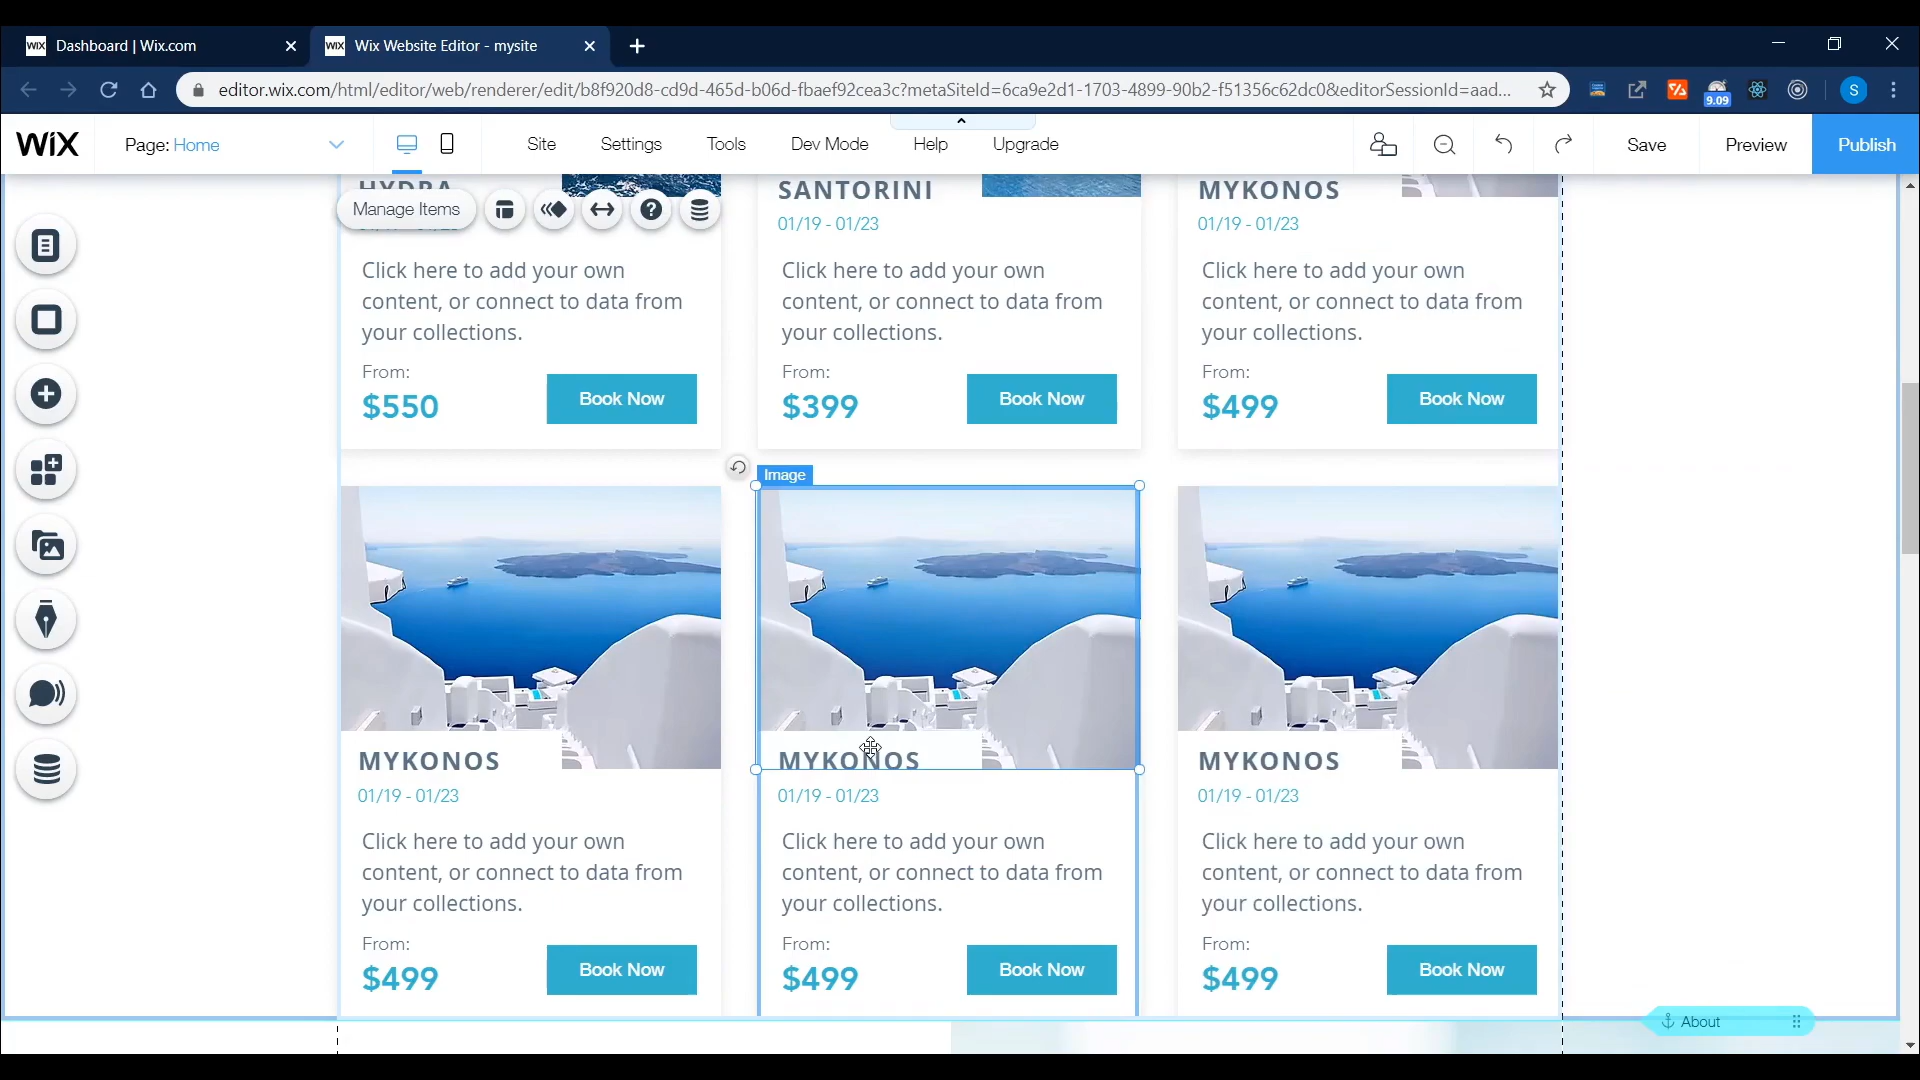 WIX Dashboard | Wix.com
WIX Wix Website Editor - mysite
editor.wix.com/html/editor/web/renderer/edit/b8f920d8-cd9d-465d-b06d-fbaef92cea3c?metaSiteId=6ca9e2d1-1703-4899-90b2-f51356c62dc0&editorSessionId=aad...
9.09
S
WIX
Page: Home
Site
Settings
Tools
Dev Mode
Help
Upgrade
Save
Preview
Publish
HYDRA
SANTORINI
MYKONOS
Manage Items
?
01/19 - 01/23
01/19 - 01/23
Click here to add your own
content, or connect to data from
your collections.
From:
$550
Book Now
Click here to add your own
content, or connect to data from
your collections.
From:
$399
Book Now
Click here to add your own
content, or connect to data from
your collections.
From:
$499
Book Now
Image
MYKONOS
01/19 - 01/23
Click here to add your own
content, or connect to data from
your collections.
From:
$499
Book Now
MYKONOS
01/19 - 01/23
Click here to add your own
content, or connect to data from
your collections.
From:
$499
Book Now
MYKONOS
01/19 - 01/23
Click here to add your own
content, or connect to data from
your collections.
From:
$499
Book Now
About